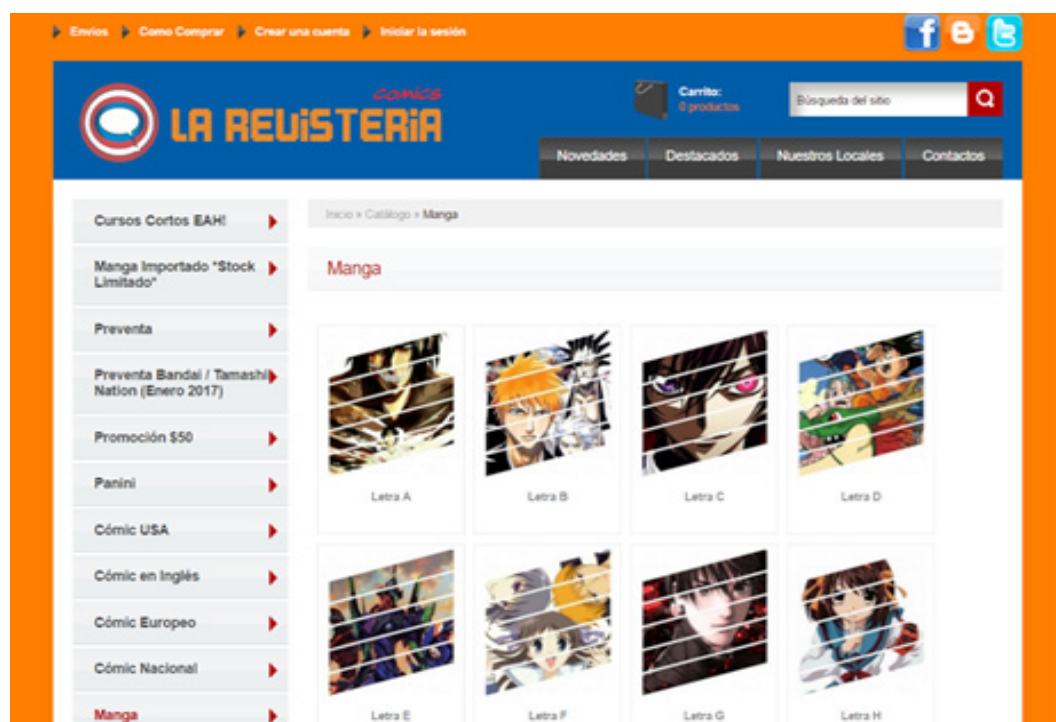 Envios Como Comprar Crear una cuenta Iniciar la sesión
comics
LA REVISTERIA
Carrito:
0 productos
Búsqueda del sitio
Novedades Destacados Nuestros Locales Contactos
Inicio » Catálogo » Manga
Manga
Cursos Cortos EAH!
Manga Importado *Stock
Limitado*
Preventa
Preventa Bandai / Tamashii
Nation (Enero 2017)
Promoción $50
Panini
Cómic USA
Cómic en Inglés
Cómic Europeo
Cómic Nacional
Manga
Letra A Letra B Letra C Letra D
Letra E Letra F Letra G Letra H